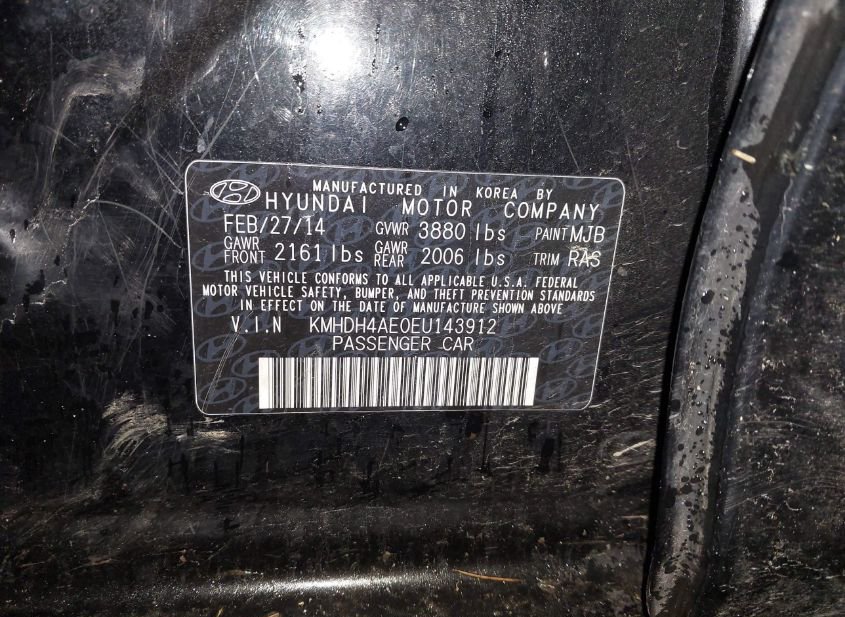 MANUFACTURED IN KOREA BY
HYUNDAI MOTOR COMPANY
FEB/27/14 GVWR 3880 lbs PAINT MJB
GAWR FRONT 2161 lbs GAWR REAR 2006 lbs TRIM RAS
THIS VEHICLE CONFORMS TO ALL APPLICABLE U.S.A. FEDERAL
MOTOR VEHICLE SAFETY, BUMPER, AND THEFT PREVENTION STANDARDS
IN EFFECT ON THE DATE OF MANUFACTURE SHOWN ABOVE
V.I.N KMHDH4AE0EU143912
PASSENGER CAR